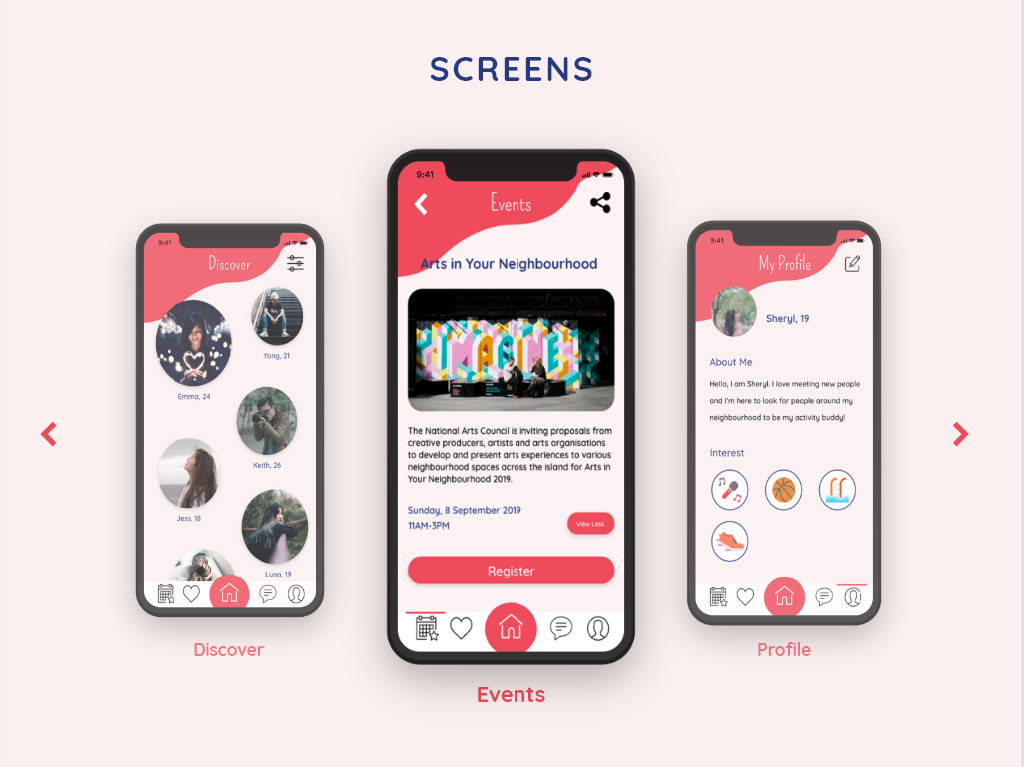 SCREENS
9:41
Discover
Emma, 24
Yong, 21
Keith, 26
Jess, 18
Luna, 19
Discover
9:41
Events
Arts in Your Neighbourhood
IMAGINE
The National Arts Council is inviting proposals from
creative producers, artists and arts organisations
to develop and present arts experiences to various
neighbourhood spaces across the island for Arts in
Your Neighbourhood 2019.
Sunday, 8 September 2019
11AM-3PM
View Less
Register
Events
9:41
My Profile
Sheryl, 19
About Me
Hello, I am Sheryl. I love meeting new people
and I'm here to look for people around my
neighbourhood to be my activity buddy!
Interest
Profile